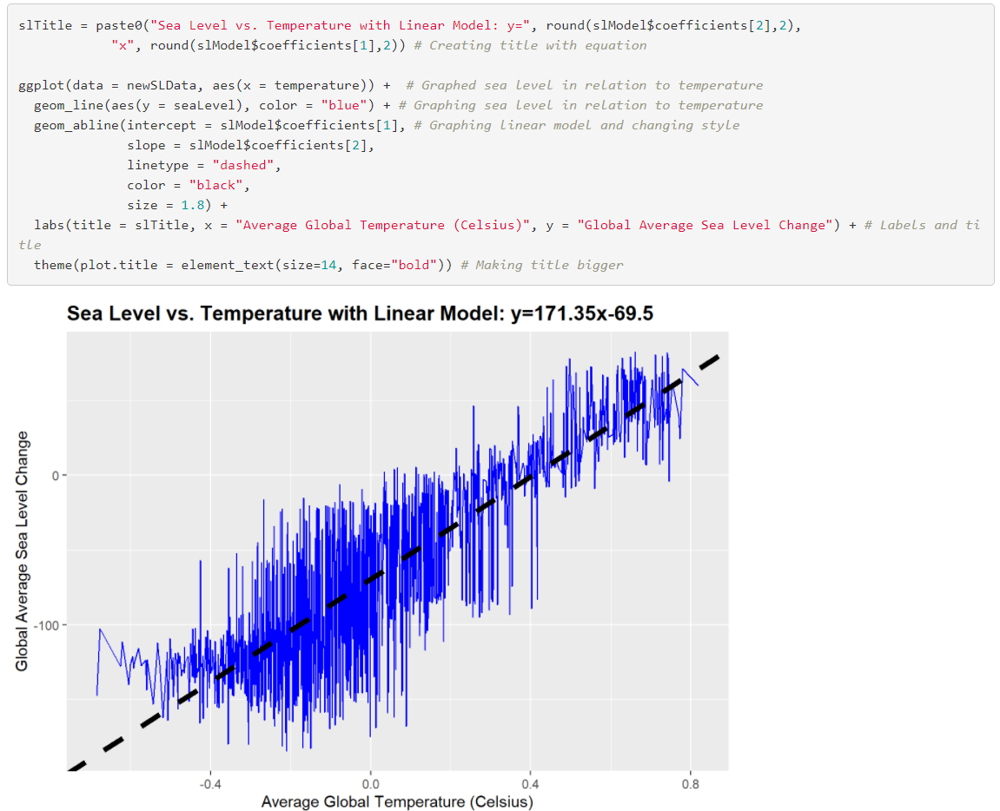 slTitle = paste0("Sea Level vs. Temperature with Linear Model: y=", round(slModel$coefficients[2],2),
"x", round(slModel$coefficients[1],2)) # Creating title with equation
ggplot(data = newSLData, aes(x = temperature)) + # Graphed sea level in relation to temperature
geom_line(aes(y = seaLevel), color = "blue") + # Graphing sea level in relation to temperature
geom_abline(intercept = slModel$coefficients[1], # Graphing linear model and changing style
slope = slModel$coefficients[2],
linetype = "dashed",
color = "black",
size = 1.8) +
labs(title = slTitle, x = "Average Global Temperature (Celsius)", y = "Global Average Sea Level Change") + # Labels and ti
tle
theme(plot.title = element_text(size=14, face="bold")) # Making title bigger
Sea Level vs. Temperature with Linear Model: y=171.35x-69.5
Global Average Sea Level Change
0
-100
-0.4 0.0 0.4 0.8
Average Global Temperature (Celsius)